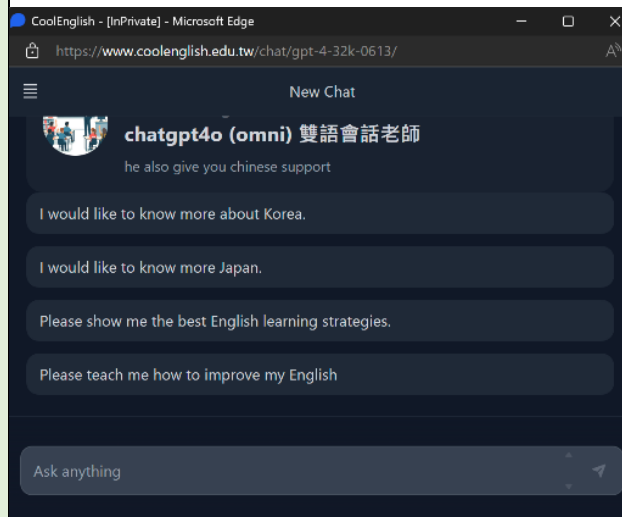 CoolEnglish - [InPrivate] - Microsoft Edge
https://www.coolenglish.edu.tw/chat/gpt-4-32k-0613/
New Chat
chatgpt4o (omni) 雙語會話老師
he also give you chinese support
I would like to know more about Korea.
I would like to know more Japan.
Please show me the best English learning strategies.
Please teach me how to improve my English
Ask anything